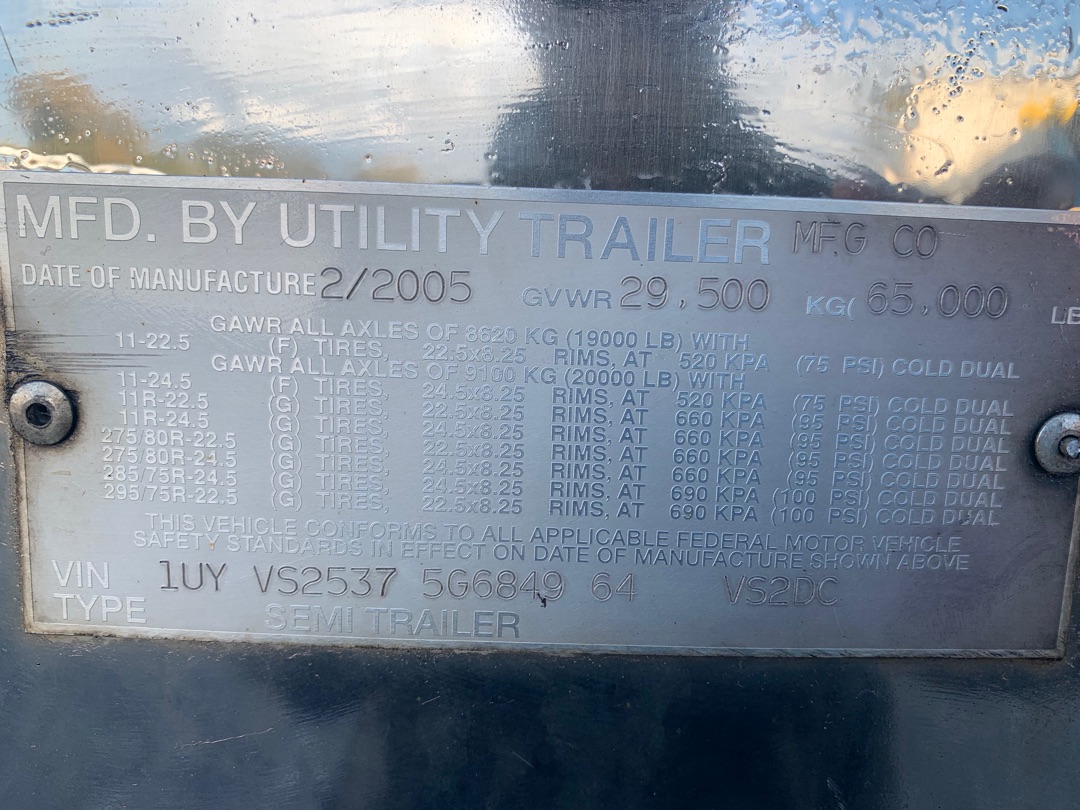 MFD. BY UTILITY TRAILER MFG CO
DATE OF MANUFACTURE 2/2005 GVWR 29,500 KG( 65,000 LB
GAWR ALL AXLES OF 8620 KG (19000 LB) WITH
11-22.5 (F) TIRES, 22.5x8.25 RIMS, AT 520 KPA (75 PSI) COLD DUAL
GAWR ALL AXLES OF 9100 KG (20000 LB) WITH
11-24.5 (F) TIRES, 24.5x8.25 RIMS, AT 520 KPA (75 PSI) COLD DUAL
11R-22.5 (G) TIRES, 22.5x8.25 RIMS, AT 660 KPA (95 PSI) COLD DUAL
11R-24.5 (G) TIRES, 24.5x8.25 RIMS, AT 660 KPA (95 PSI) COLD DUAL
275/80R-22.5 (G) TIRES, 22.5x8.25 RIMS, AT 660 KPA (95 PSI) COLD DUAL
275/80R-24.5 (G) TIRES, 24.5x8.25 RIMS, AT 660 KPA (95 PSI) COLD DUAL
285/75R-24.5 (G) TIRES, 24.5x8.25 RIMS, AT 690 KPA (100 PSI) COLD DUAL
295/75R-22.5 (G) TIRES, 22.5x8.25 RIMS, AT 690 KPA (100 PSI) COLD DUAL
THIS VEHICLE CONFORMS TO ALL APPLICABLE FEDERAL MOTOR VEHICLE
SAFETY STANDARDS IN EFFECT ON DATE OF MANUFACTURE SHOWN ABOVE
VIN 1UY VS2537 5G6849 64 VS2DC
TYPE SEMI TRAILER